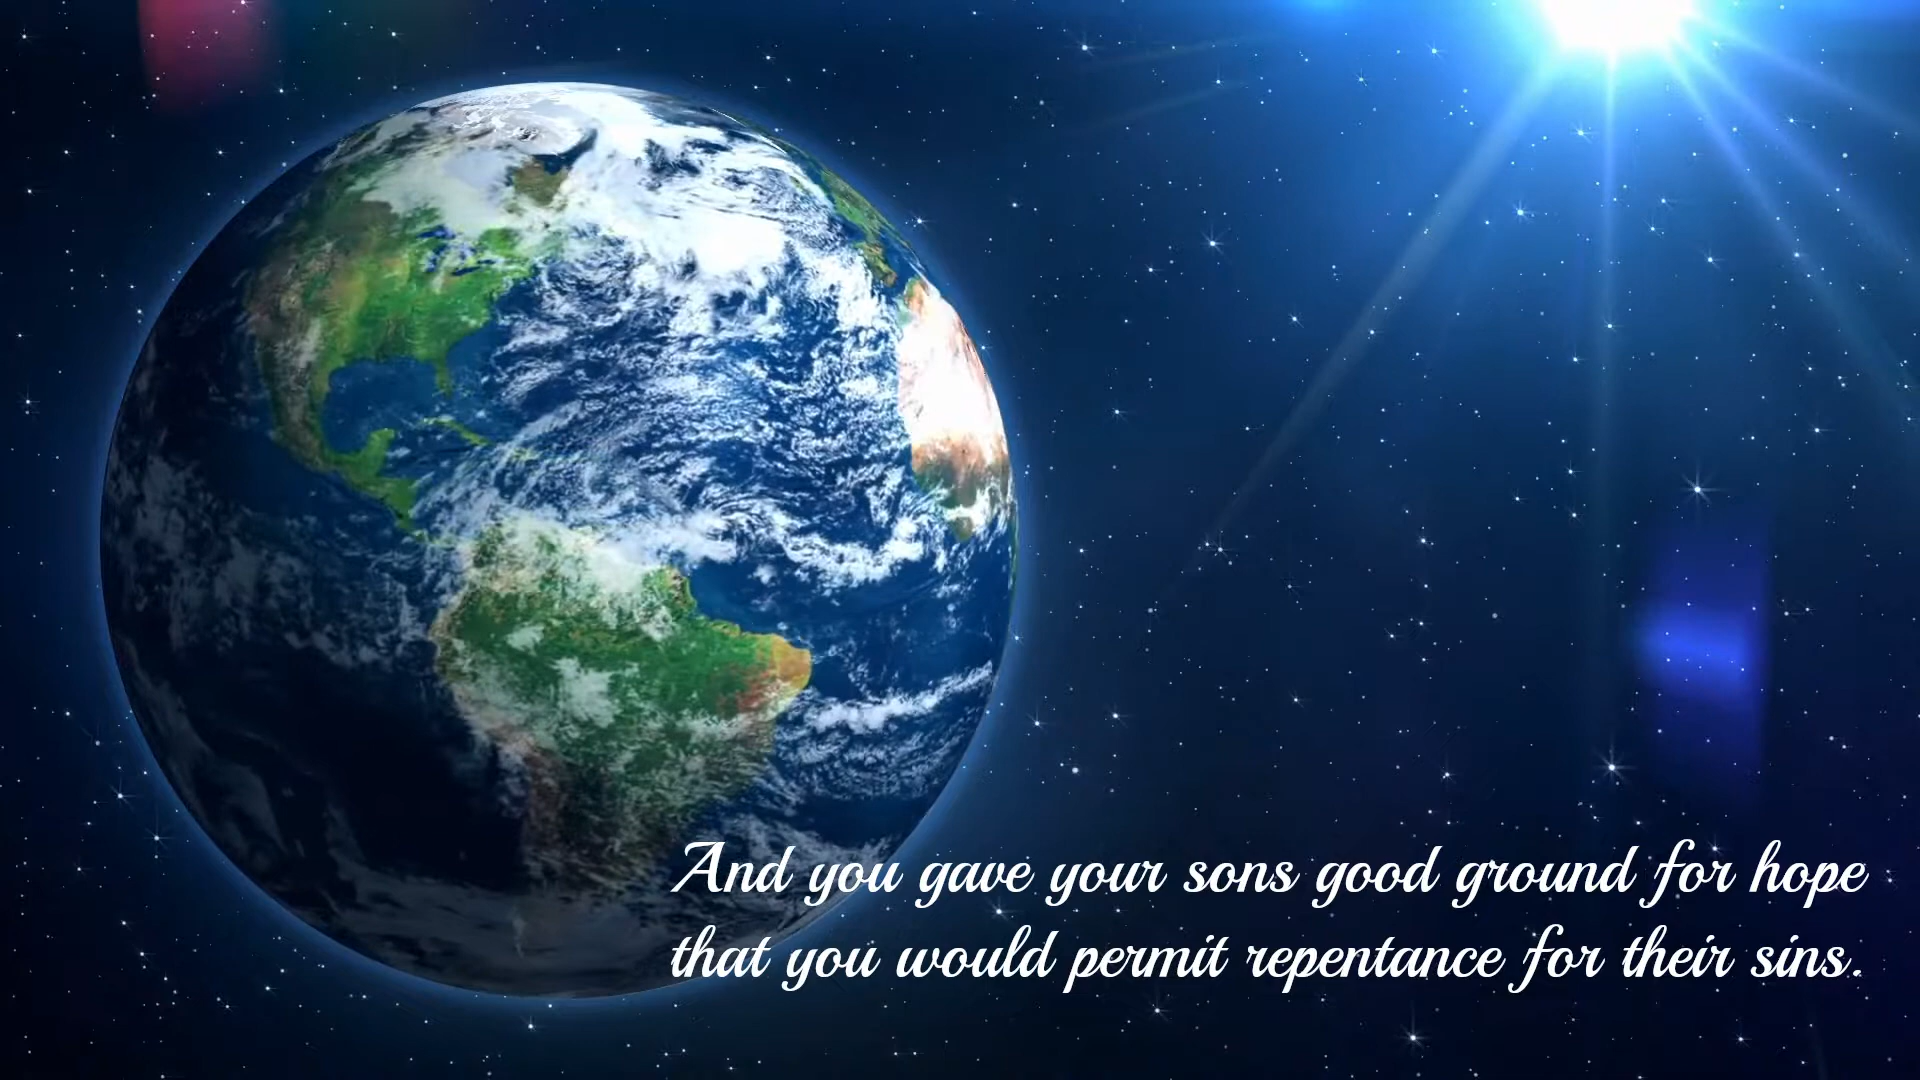 And you gave your sons good ground for hope
that you would permit repentance for their sins.